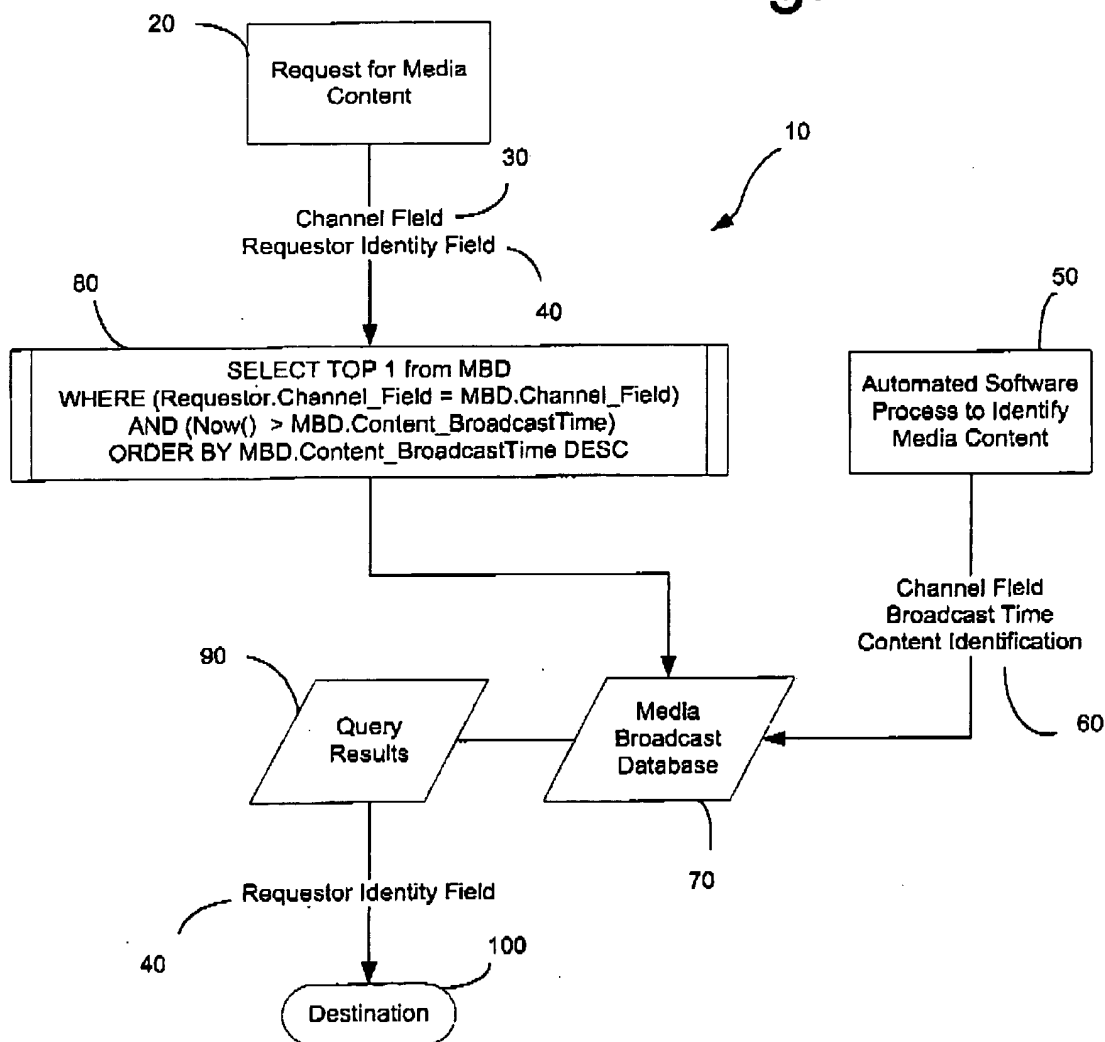 20
Request for Media
Content
10
30
Channel Field
Requestor Identity Field
40
80
SELECT TOP 1 from MBD
WHERE (Requestor.Channel_Field = MBD.Channel_Field)
AND (Now() > MBD.Content_BroadcastTime)
ORDER BY MBD.Content_BroadcastTime DESC
50
Automated Software
Process to Identify
Media Content
Channel Field
Broadcast Time
Content Identification
60
90
Query
Results
Media
Broadcast
Database
70
Requestor Identity Field
40
100
Destination